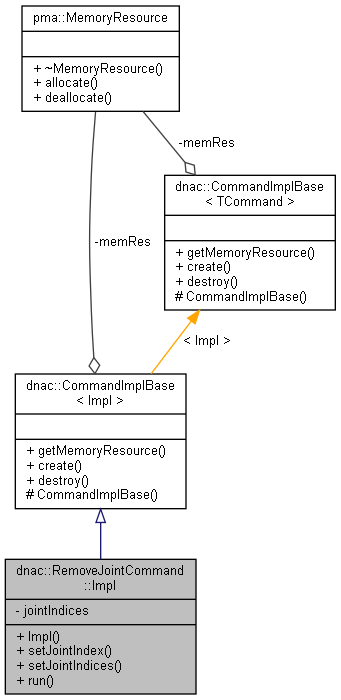 pma::MemoryResource
+ ~MemoryResource()
+ allocate()
+ deallocate()
-memRes
dnac::CommandImplBase
< TCommand >
+ getMemoryResource()
+ create()
+ destroy()
# CommandImplBase()
-memRes
< Impl >
dnac::CommandImplBase
< Impl >
+ getMemoryResource()
+ create()
+ destroy()
# CommandImplBase()
dnac::RemoveJointCommand
::Impl
- jointIndices
+ Impl()
+ setJointIndex()
+ setJointIndices()
+ run()